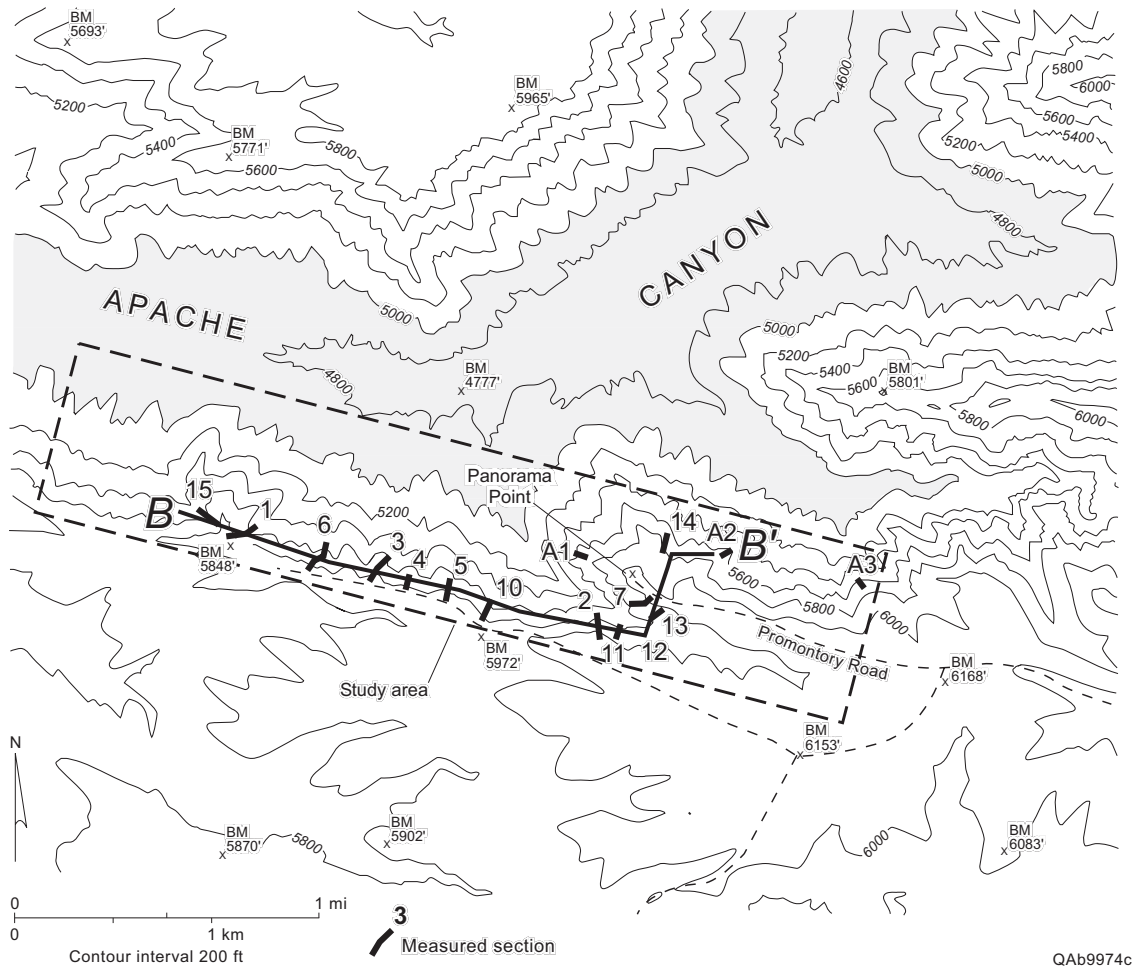 BM
5693'
BM
5965'
4600
5800
6000
5200
BM
5771'
5400
5800
5600
5600
5400
5200
5000
4800
CANYON
APACHE
5000
5000
5200
5400
5600
BM
5801'
5800
6000
4800
BM
4777'
Panorama
Point
15
B
1
5200
6
3
4
5
10
BM
5848'
A1
14
A2
B'
A3
5600
5800
6000
2
7
13
11
12
BM
5972'
Promontory Road
BM
6168'
Study area
BM
6153'
N
BM
5870'
5800
BM
5902'
6000
BM
6083'
0 1 mi
0 1 km
3
Measured section
Contour interval 200 ft
QAb9974c